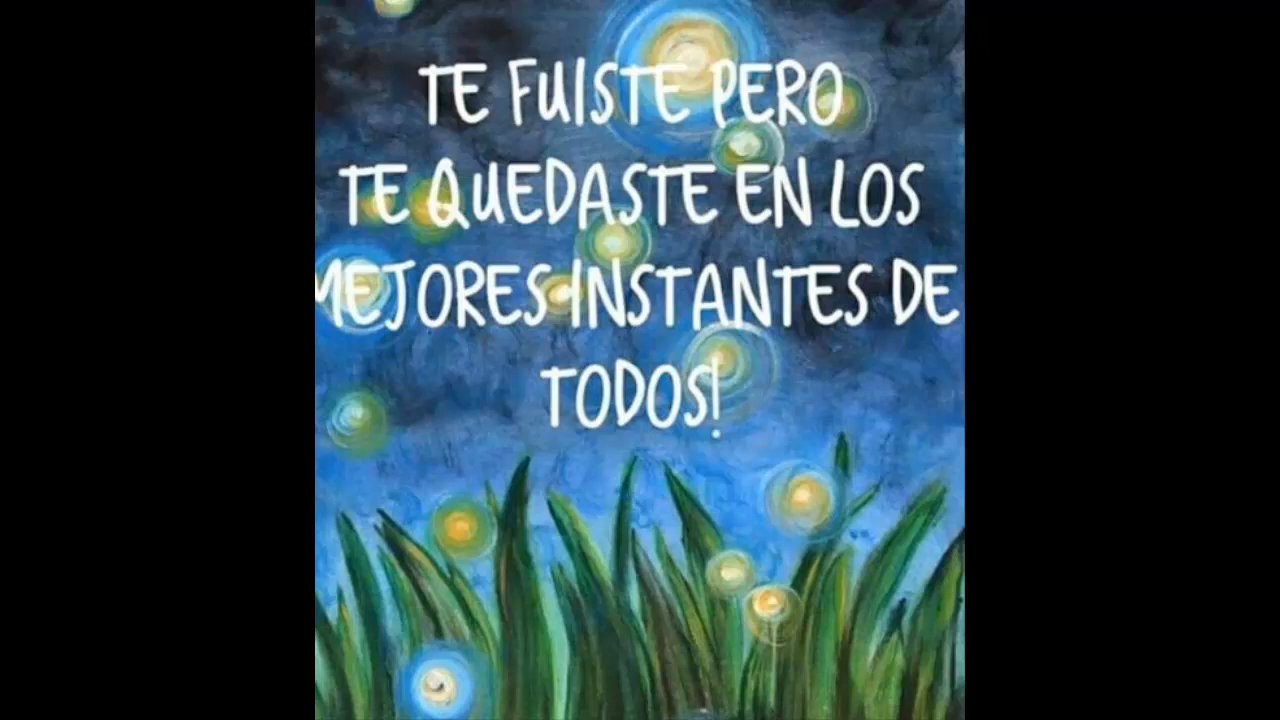 TE FUISTE PERO
TE QUEDASTE EN LOS
MEJORES INSTANTES DE
TODOS!